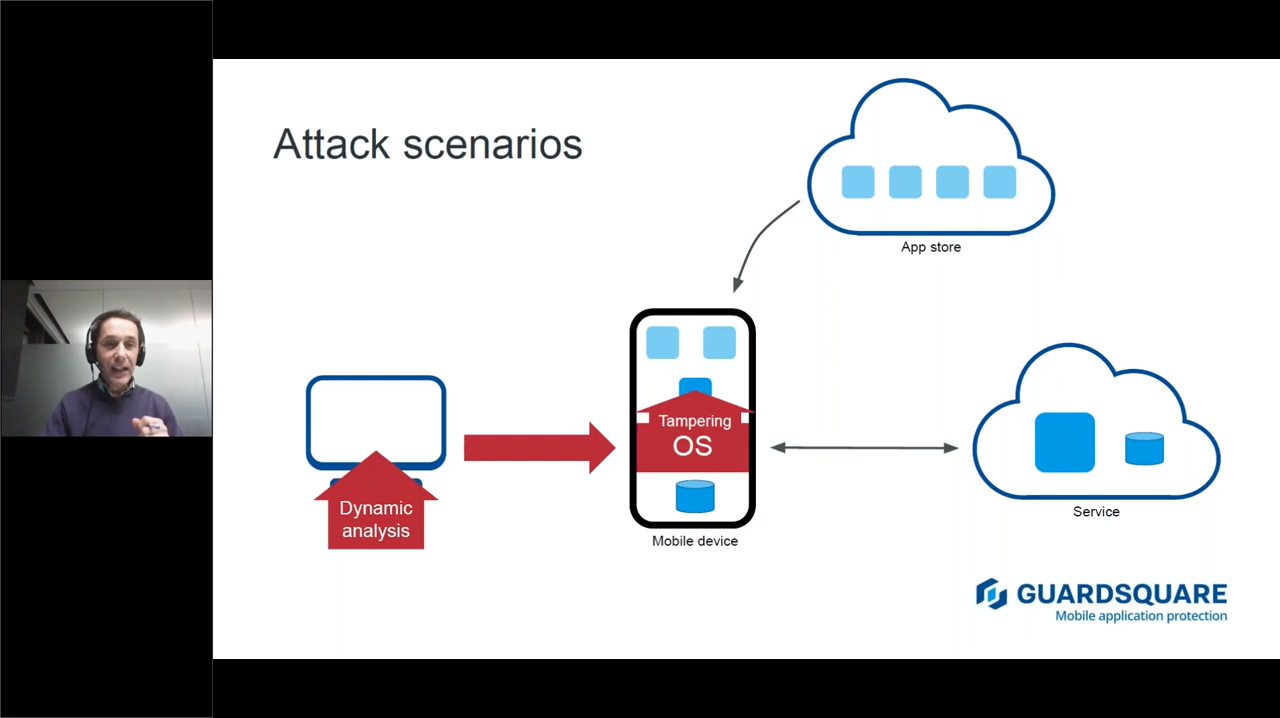 Attack scenarios
App store
Tampering
OS
Dynamic
analysis
Mobile device
Service
GUARDSQUARE
Mobile application protection